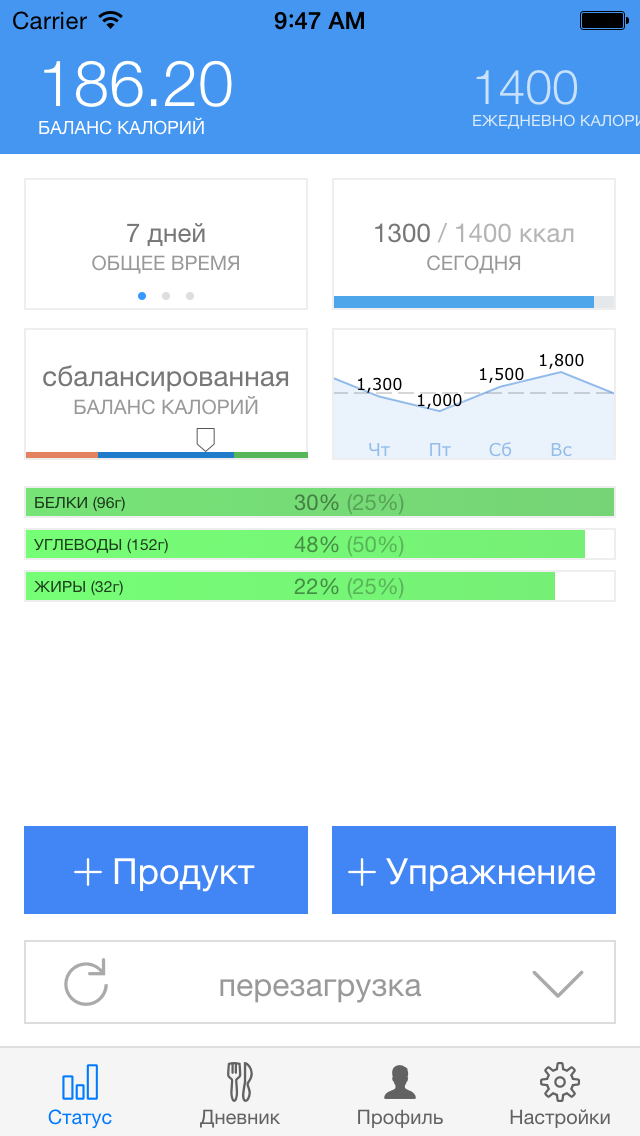 Carrier 9:47 AM
186.20
БАЛАНС КАЛОРИЙ
1400
ЕЖЕДНЕВНО КАЛОРИ
7 дней
ОБЩЕЕ ВРЕМЯ
1300 / 1400 ккал
СЕГОДНЯ
сбалансированная
БАЛАНС КАЛОРИЙ
1,300 1,000 1,500 1,800
Чт Пт Сб Вс
БЕЛКИ (96г) 30% (25%)
УГЛЕВОДЫ (152г) 48% (50%)
ЖИРЫ (32г) 22% (25%)
+ Продукт
+ Упражнение
перезагрузка
Статус Дневник Профиль Настройки